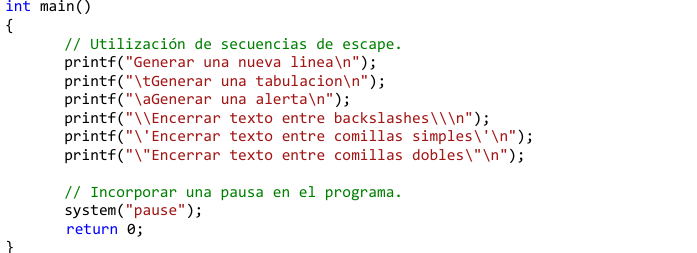 int main()
{
// Utilización de secuencias de escape.
printf("Generar una nueva linea\n");
printf("\tGenerar una tabulacion\n");
printf("\aGenerar una alerta\n");
printf("\\Encerrar texto entre backslashes\\\n");
printf("\'Encerrar texto entre comillas simples\'\n");
printf("\"Encerrar texto entre comillas dobles\"\n");
// Incorporar una pausa en el programa.
system("pause");
return 0;
}